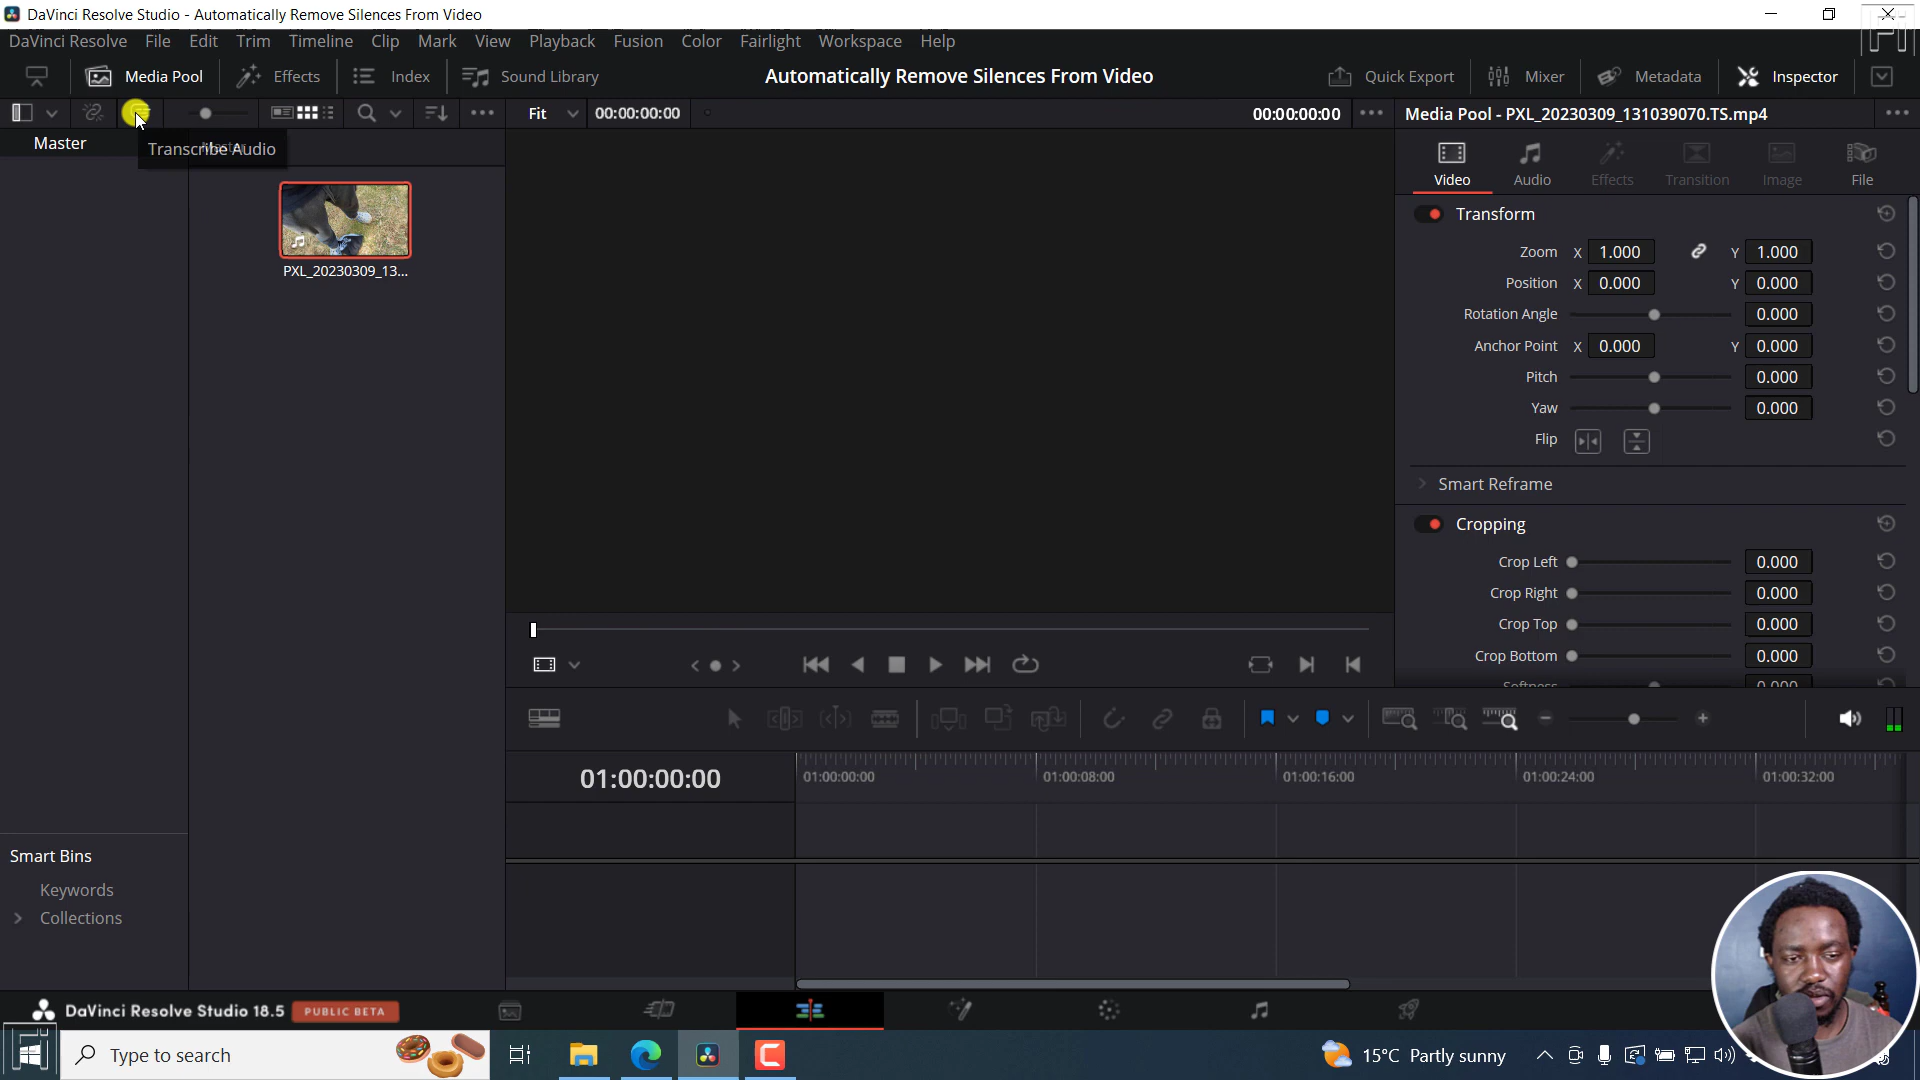 DaVinci Resolve Studio - Automatically Remove Silences From Video
DaVinci Resolve File Edit Trim Timeline Clip Mark View Playback Fusion Color Fairlight Workspace Help
Media Pool Effects Index Sound Library Automatically Remove Silences From Video Quick Export Mixer Metadata Inspector
Fit 00:00:00:00 00:00:00:00 Media Pool - PXL_20230309_131039070.TS.mp4
Master
Transcribe Audio
Video Audio Effects Transition Image File
Transform
Zoom X 1.000 Y 1.000
PXL_20230309_13...
Position X 0.000 Y 0.000
Rotation Angle 0.000
Anchor Point X 0.000 Y 0.000
Pitch 0.000
Yaw 0.000
Flip
Smart Reframe
Cropping
Crop Left 0.000
Crop Right 0.000
Crop Top 0.000
Crop Bottom 0.000
Softness 0.000
01:00:00:00
01:00:00:00 01:00:08:00 01:00:16:00 01:00:24:00 01:00:32:00
Smart Bins
Keywords
Collections
DaVinci Resolve Studio 18.5 PUBLIC BETA
Type to search
15°C Partly sunny